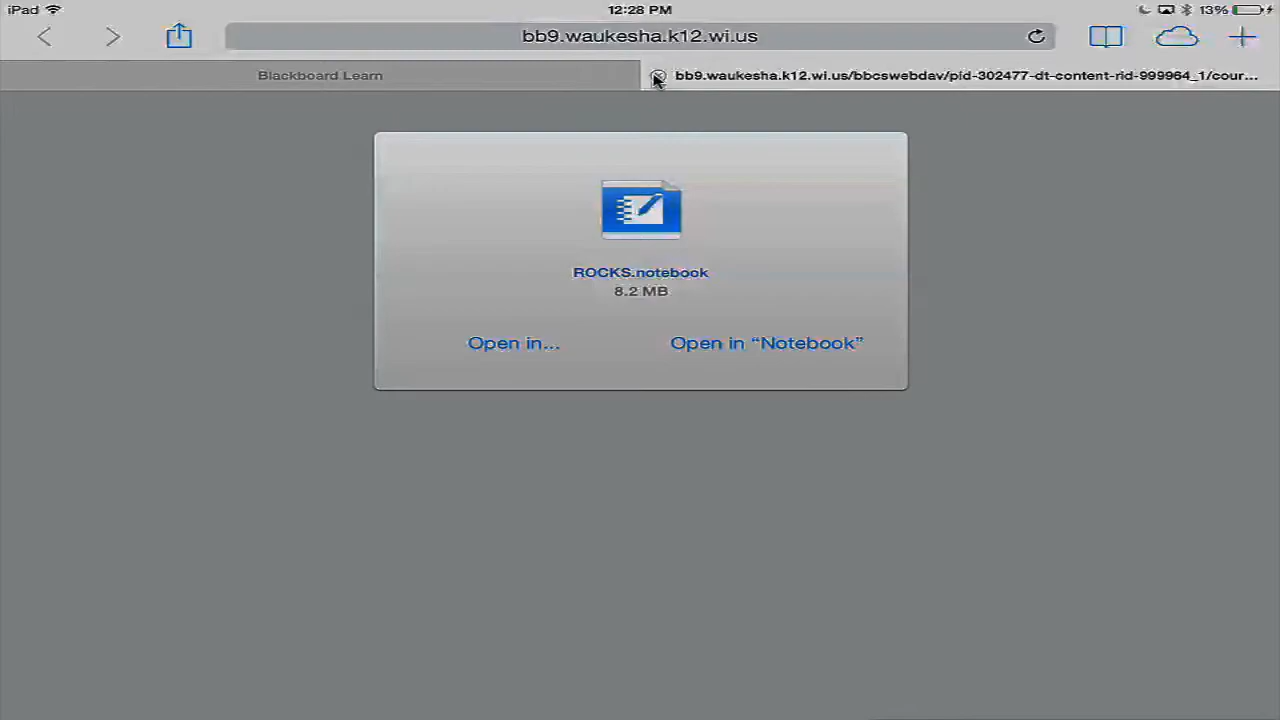 iPad 12:28 PM 13%
bb9.waukesha.k12.wi.us
Blackboard Learn bb9.waukesha.k12.wi.us/bbcswebdav/pid-302477-dt-content-rid-999964_1/cour...
ROCKS.notebook
8.2 MB
Open in... Open in “Notebook”